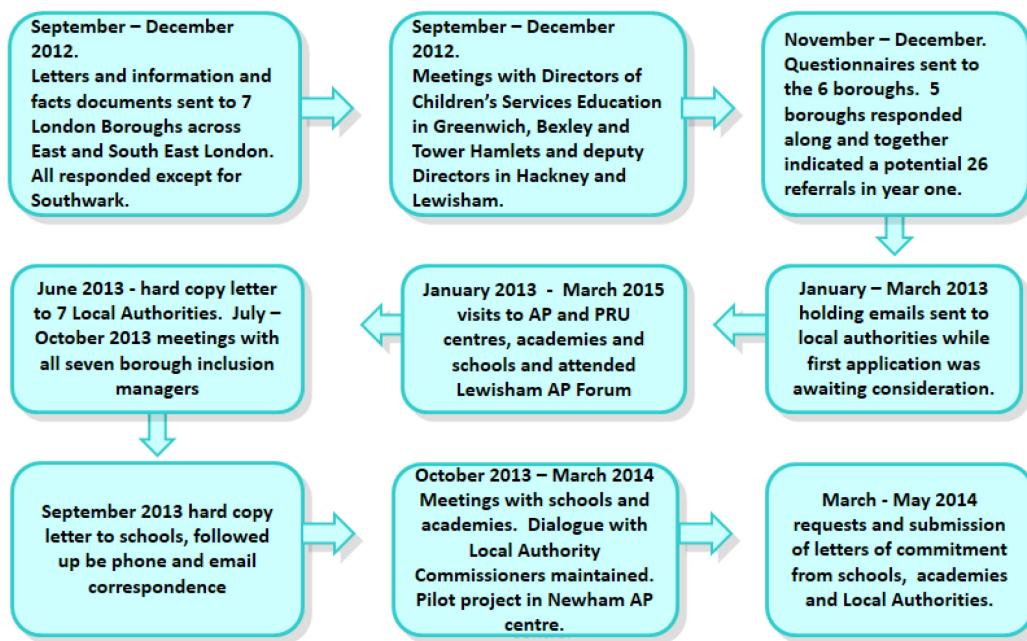 September – December
2012.
Letters and information and
facts documents sent to 7
London Boroughs across
East and South East London.
All responded except for
Southwark.
September – December
2012.
Meetings with Directors of
Children's Services Education
in Greenwich, Bexley and
Tower Hamlets and deputy
Directors in Hackney and
Lewisham.
November – December.
Questionnaires sent to
the 6 boroughs.  5
boroughs responded
along and together
indicated a potential 26
referrals in year one.
January – March 2013
holding emails sent to
local authorities while
first application was
awaiting consideration.
January 2013  -  March 2015
visits to AP and PRU
centres, academies and
schools and attended
Lewisham AP Forum
June 2013 - hard copy letter
to 7 Local Authorities.  July –
October 2013 meetings with
all seven borough inclusion
managers
September 2013 hard copy
letter to schools, followed
up be phone and email
correspondence
October 2013 – March 2014
Meetings with schools and
academies.  Dialogue with
Local Authority
Commissioners maintained.
Pilot project in Newham AP
centre.
March - May 2014
requests and submission
of letters of commitment
from schools,  academies
and Local Authorities.